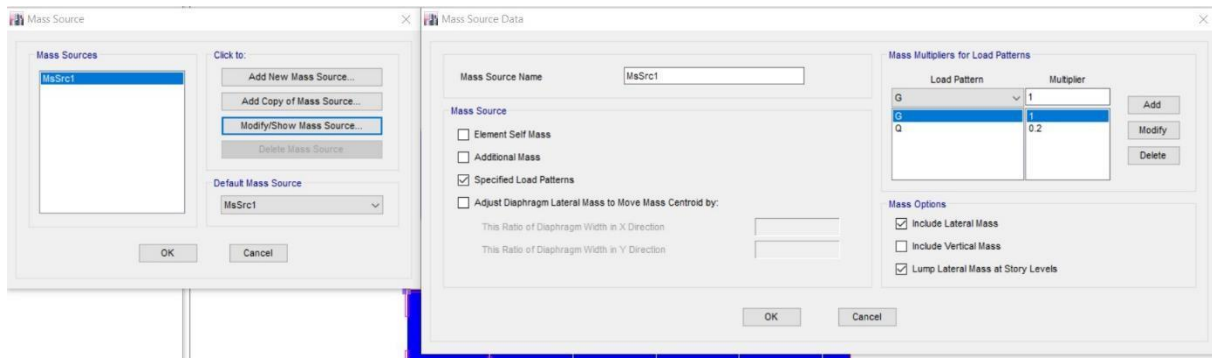 Mass Source
Mass Sources
MsSrc1
Click to:
Add New Mass Source...
Add Copy of Mass Source...
Modify/Show Mass Source...
Delete Mass Source
Default Mass Source
MsSrc1
OK Cancel
Mass Source Data
Mass Source Name MsSrc1
Mass Source
Element Self Mass
Additional Mass
Specified Load Patterns
Adjust Diaphragm Lateral Mass to Move Mass Centroid by:
This Ratio of Diaphragm Width in X Direction
This Ratio of Diaphragm Width in Y Direction
Mass Multipliers for Load Patterns
Load Pattern Multiplier
G 1
G 1
Q 0.2
Add
Modify
Delete
Mass Options
Include Lateral Mass
Include Vertical Mass
Lump Lateral Mass at Story Levels
OK Cancel